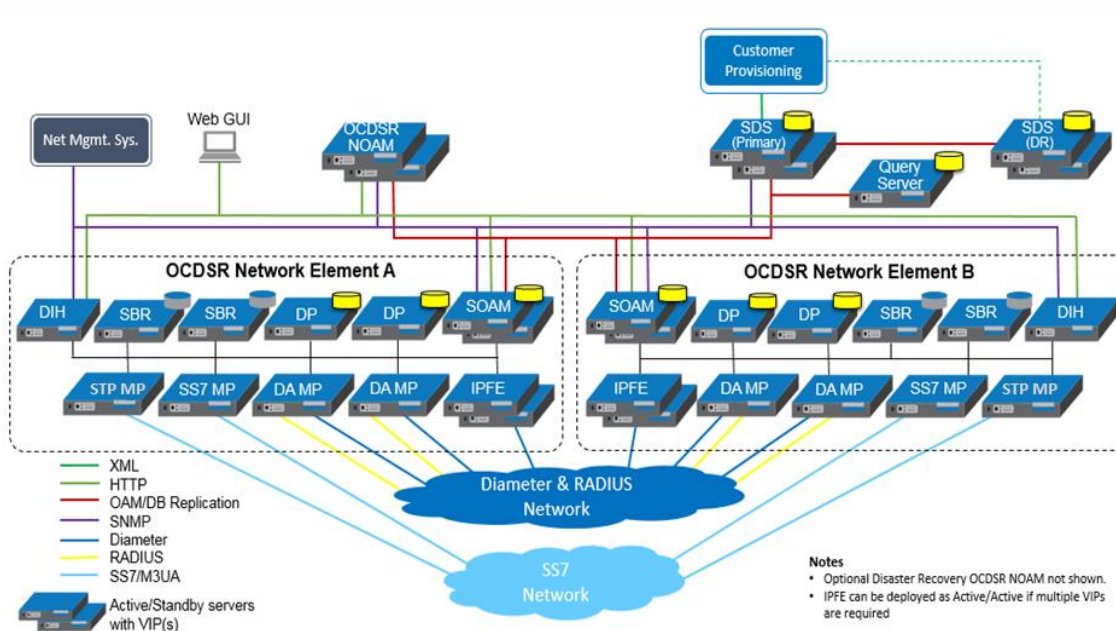 Customer
Provisioning
Net Mgmt. Sys.
Web GUI
OCDSR
NOAM
SDS
(Primary)
SDS
(DR)
Query
Server
OCDSR Network Element A
OCDSR Network Element B
DIH
SBR
SBR
DP
DP
SOAM
SOAM
DP
DP
SBR
SBR
DIH
STP MP
SS7 MP
DA MP
DA MP
IPFE
IPFE
DA MP
DA MP
SS7 MP
STP MP
XML
HTTP
OAM/DB Replication
SNMP
Diameter
RADIUS
SS7/M3UA
Active/Standby servers
with VIP(s)
Diameter & RADIUS
Network
SS7
Network
Notes
• Optional Disaster Recovery OCDSR NOAM not shown.
• IPFE can be deployed as Active/Active if multiple VIPs
are required